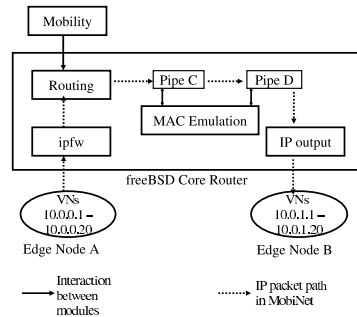 Mobility
Routing
Pipe C
Pipe D
MAC Emulation
ipfw
IP output
freeBSD Core Router
VNs
10.0.0.1 –
10.0.0.20
VNs
10.0.1.1 –
10.0.1.20
Edge Node A
Edge Node B
Interaction
between
modules
IP packet path
in MobiNet